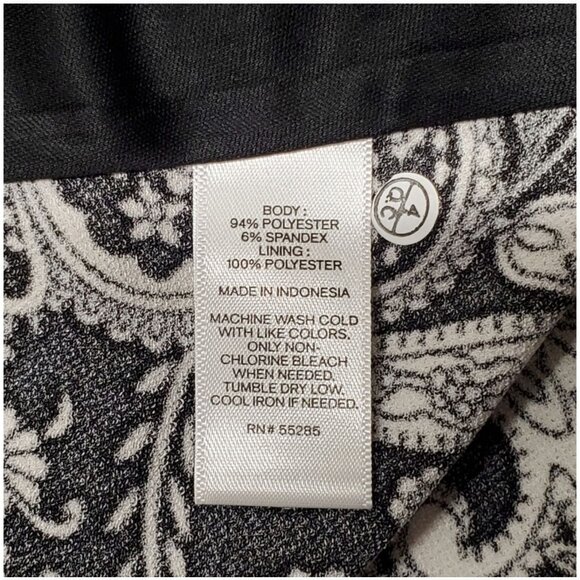 BODY :
94% POLYESTER
6% SPANDEX
LINING :
100% POLYESTER
MADE IN INDONESIA
MACHINE WASH COLD
WITH LIKE COLORS.
ONLY NON-
CHLORINE BLEACH
WHEN NEEDED.
TUMBLE DRY LOW.
COOL IRON IF NEEDED.
RN# 55285